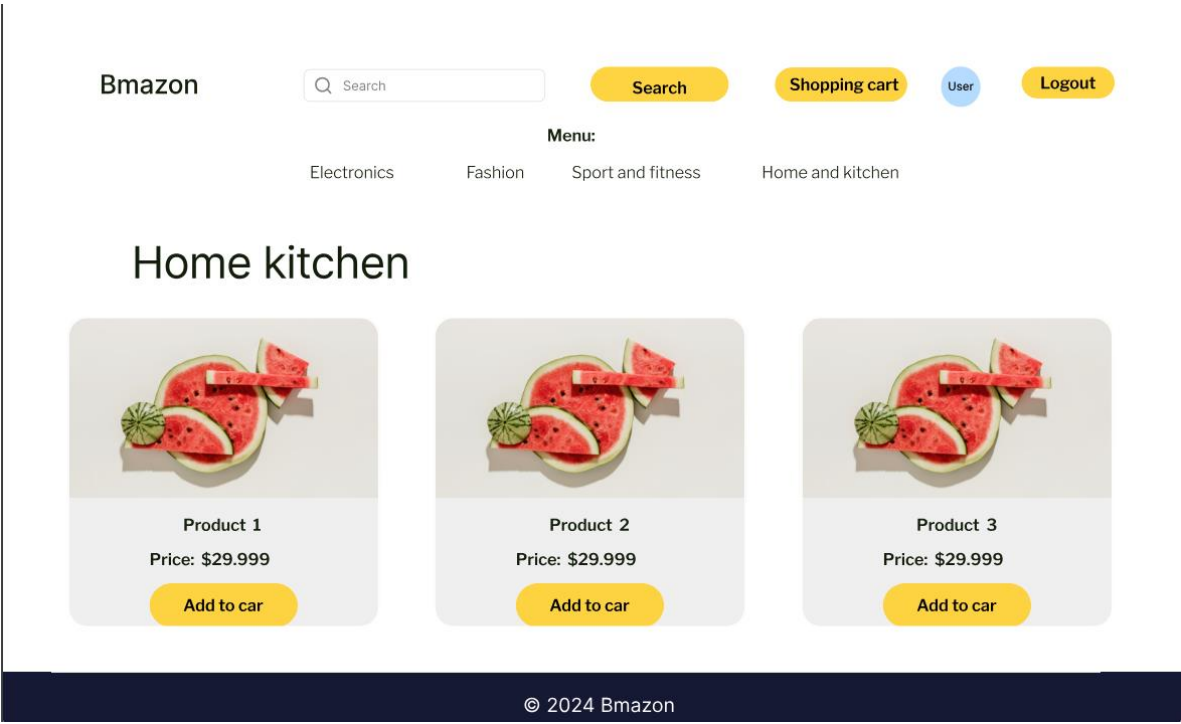 Bmazon
Search
Search
Shopping cart
User
Logout
Menu:
Electronics
Fashion
Sport and fitness
Home and kitchen
Home kitchen
Product 1
Price: $29.999
Add to car
Product 2
Price: $29.999
Add to car
Product 3
Price: $29.999
Add to car
© 2024 Bmazon